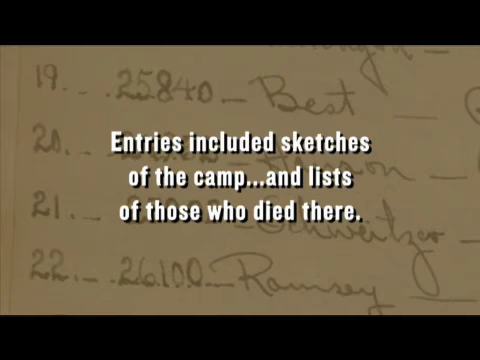 19. . . . 25840 – Best –
Entries included sketches
20. –
of the camp...and lists
21. – Schweitzer –
of those who died there.
22. – . 26100 – Ramsey –